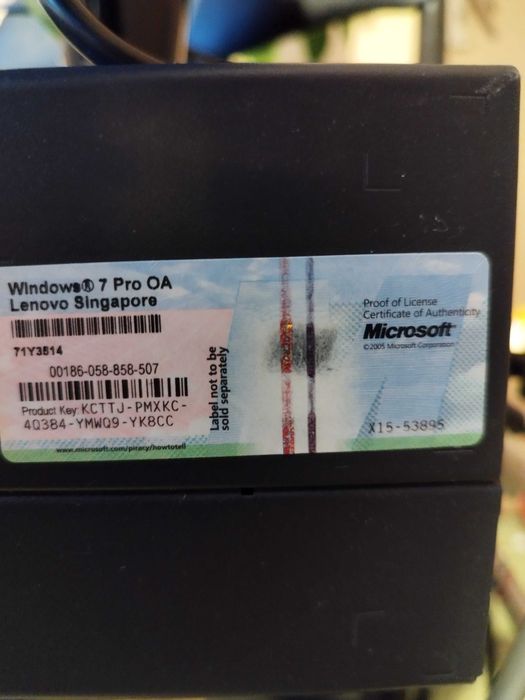 Windows® 7 Pro OA
Lenovo Singapore
71Y3514
00186-058-858-507
Product Key: KCTTJ-PMXKC-
4Q3B4-YMWQ9-YK8CC
www.microsoft.com/piracy/howtotell
Label not to be
sold separately
Proof of License
Certificate of Authenticity
Microsoft®
©2005 Microsoft Corporation
X15-53895